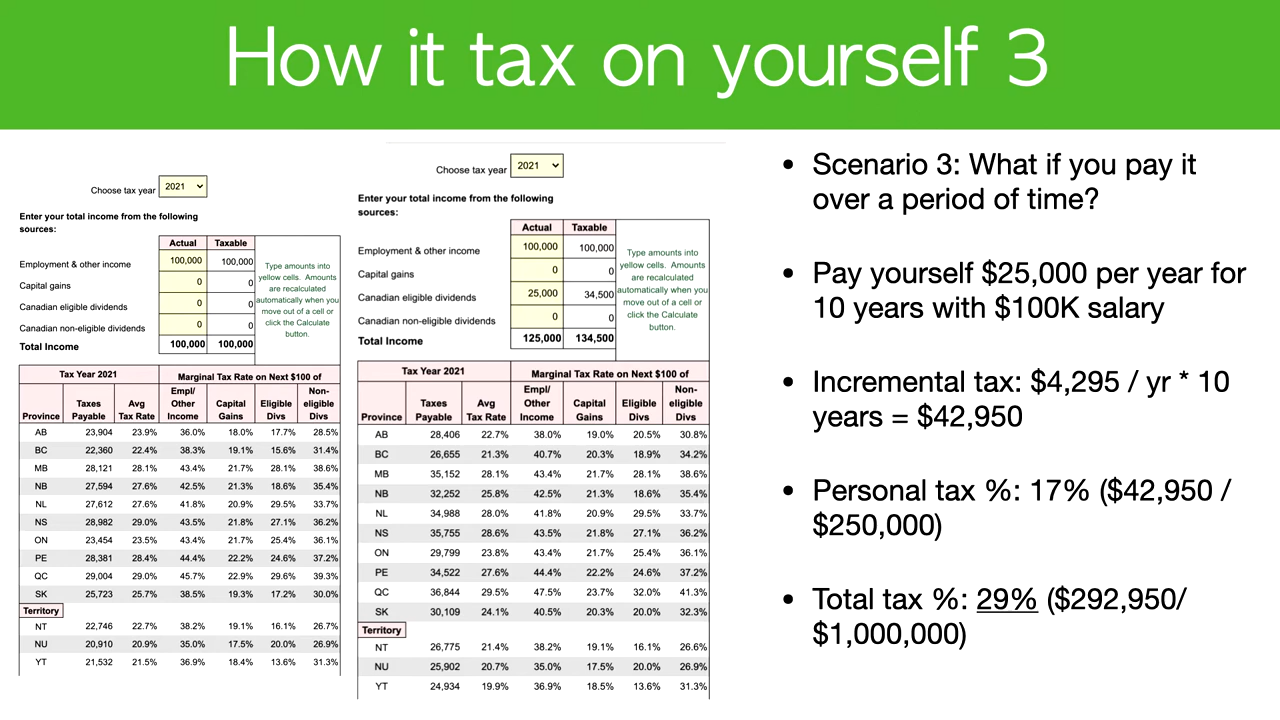 How it tax on yourself 3
Choose tax year 2021
Enter your total income from the following
sources:
Actual Taxable
Employment & other income 100,000 100,000
Capital gains 0 0
Canadian eligible dividends 0 0
Canadian non-eligible dividends 0 0
Total Income 100,000 100,000
Type amounts into
yellow cells. Amounts
are recalculated
automatically when you
move out of a cell or
click the Calculate
button.
Tax Year 2021 Marginal Tax Rate on Next $100 of
Province Taxes Payable Avg Tax Rate Empl/ Other Income Capital Gains Eligible Divs Non-eligible Divs
AB 23,904 23.9% 36.0% 18.0% 17.7% 28.5%
BC 22,360 22.4% 38.3% 19.1% 15.6% 31.4%
MB 28,121 28.1% 43.4% 21.7% 28.1% 38.6%
NB 27,594 27.6% 42.5% 21.3% 18.6% 35.4%
NL 27,612 27.6% 41.8% 20.9% 29.5% 33.7%
NS 28,982 29.0% 43.5% 21.8% 27.1% 36.2%
ON 23,454 23.5% 43.4% 21.7% 25.4% 36.1%
PE 28,381 28.4% 44.4% 22.2% 24.6% 37.2%
QC 29,004 29.0% 45.7% 22.9% 29.6% 39.3%
SK 25,723 25.7% 38.5% 19.3% 17.2% 30.0%
Territory
NT 22,746 22.7% 38.2% 19.1% 16.1% 26.7%
NU 20,910 20.9% 35.0% 17.5% 20.0% 26.9%
YT 21,532 21.5% 36.9% 18.4% 13.6% 31.3%
Choose tax year 2021
Enter your total income from the following
sources:
Actual Taxable
Employment & other income 100,000 100,000
Capital gains 0 0
Canadian eligible dividends 25,000 34,500
Canadian non-eligible dividends 0 0
Total Income 125,000 134,500
Type amounts into
yellow cells. Amounts
are recalculated
automatically when you
move out of a cell or
click the Calculate
button.
Tax Year 2021 Marginal Tax Rate on Next $100 of
Province Taxes Payable Avg Tax Rate Empl/ Other Income Capital Gains Eligible Divs Non-eligible Divs
AB 28,406 22.7% 38.0% 19.0% 20.5% 30.8%
BC 26,655 21.3% 40.7% 20.3% 18.9% 34.2%
MB 35,152 28.1% 43.4% 21.7% 28.1% 38.6%
NB 32,252 25.8% 42.5% 21.3% 18.6% 35.4%
NL 34,988 28.0% 41.8% 20.9% 29.5% 33.7%
NS 35,755 28.6% 43.5% 21.8% 27.1% 36.2%
ON 29,799 23.8% 43.4% 21.7% 25.4% 36.1%
PE 34,522 27.6% 44.4% 22.2% 24.6% 37.2%
QC 36,844 29.5% 47.5% 23.7% 32.0% 41.3%
SK 30,109 24.1% 40.5% 20.3% 20.0% 32.3%
Territory
NT 26,775 21.4% 38.2% 19.1% 16.1% 26.6%
NU 25,902 20.7% 35.0% 17.5% 20.0% 26.9%
YT 24,934 19.9% 36.9% 18.5% 13.6% 31.3%
• Scenario 3: What if you pay it
over a period of time?
• Pay yourself $25,000 per year for
10 years with $100K salary
• Incremental tax: $4,295 / yr * 10
years = $42,950
• Personal tax %: 17% ($42,950 /
$250,000)
• Total tax %: 29% ($292,950/
$1,000,000)